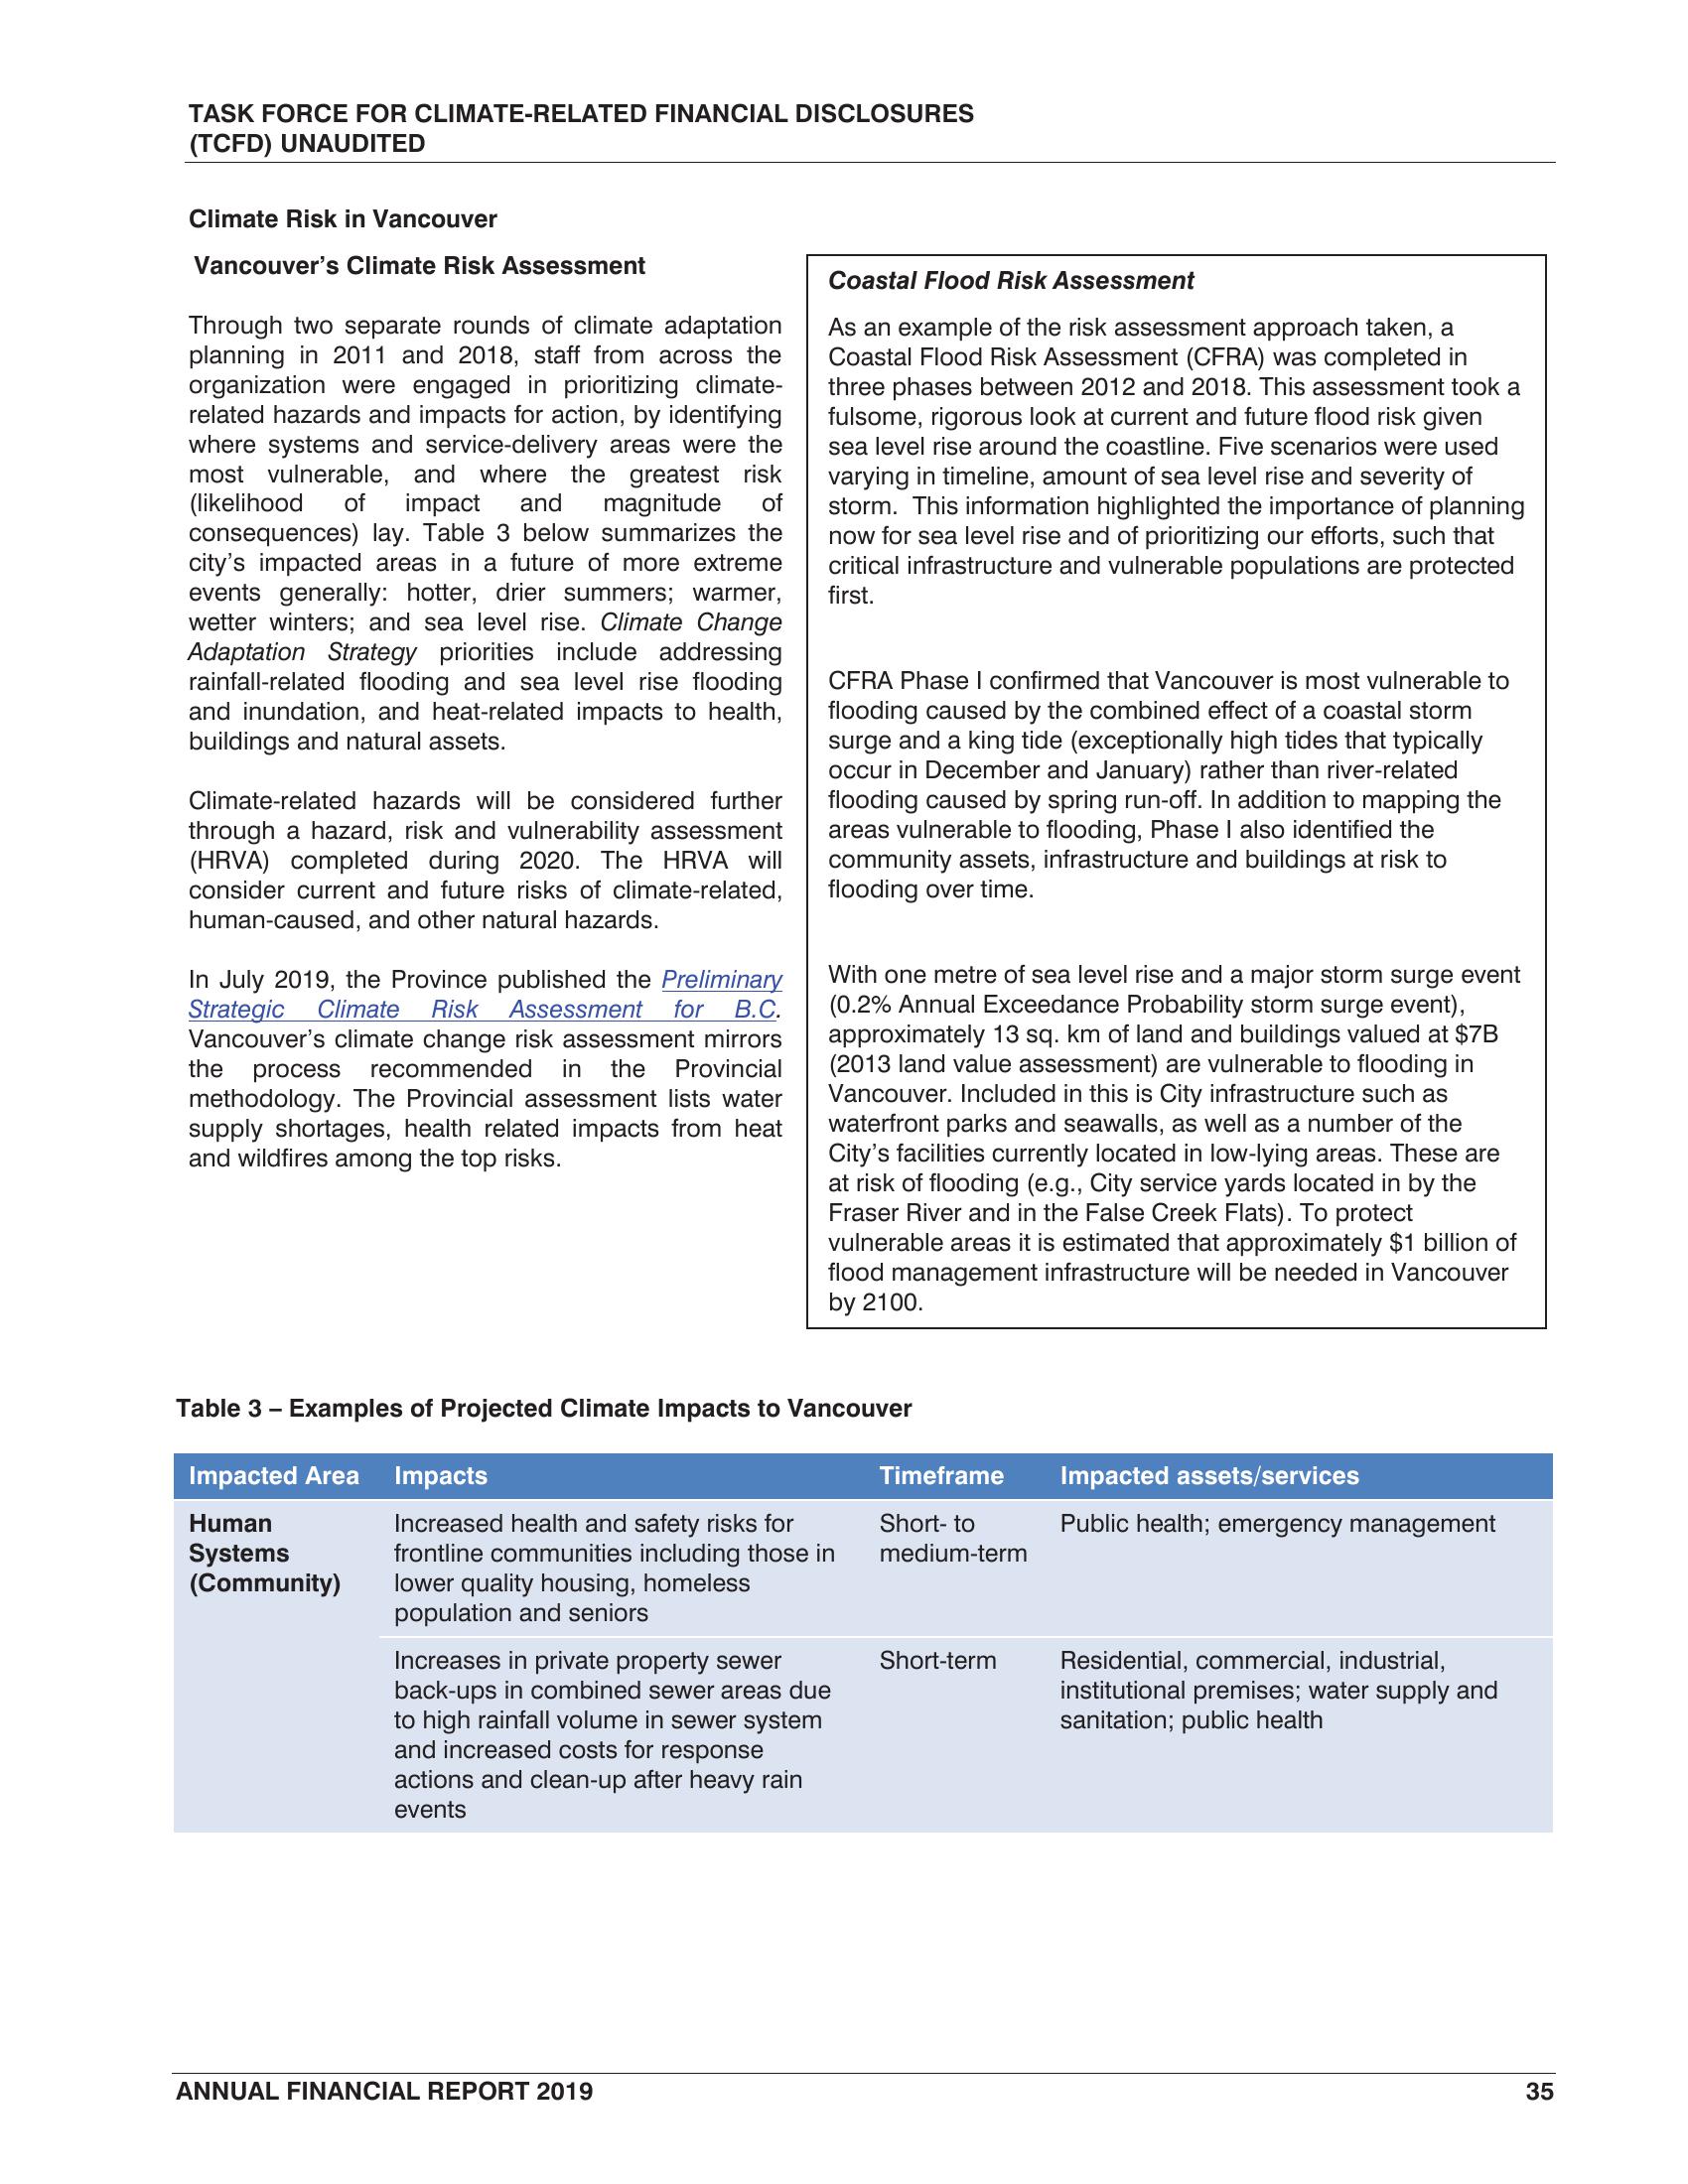 TASK FORCE FOR CLIMATE-RELATED FINANCIAL DISCLOSURES
(TCFD) UNAUDITED
Climate Risk in Vancouver
Vancouver's Climate Risk Assessment
Through two separate rounds of climate adaptation
planning in 2011 and 2018, staff from across the
organization were engaged in prioritizing climate-
related hazards and impacts for action, by identifying
where systems and service-delivery areas were the
most vulnerable, and where the greatest risk
(likelihood of impact and magnitude of
consequences) lay. Table 3 below summarizes the
city's impacted areas in a future of more extreme
events generally: hotter, drier summers; warmer,
wetter winters; and sea level rise. Climate Change
Adaptation Strategy priorities include addressing
rainfall-related flooding and sea level rise flooding
and inundation, and heat-related impacts to health,
buildings and natural assets.
Climate-related hazards will be considered further
through a hazard, risk and vulnerability assessment
(HRVA) completed during 2020. The HRVA will
consider current and future risks of climate-related,
human-caused, and other natural hazards.
In July 2019, the Province published the Preliminary
Strategic Climate Risk Assessment for B.C.
Vancouver's climate change risk assessment mirrors
the process recommended in the Provincial
methodology. The Provincial assessment lists water
supply shortages, health related impacts from heat
and wildfires among the top risks.
Coastal Flood Risk Assessment
As an example of the risk assessment approach taken, a
Coastal Flood Risk Assessment (CFRA) was completed in
three phases between 2012 and 2018. This assessment took a
fulsome, rigorous look at current and future flood risk given
sea level rise around the coastline. Five scenarios were used
varying in timeline, amount of sea level rise and severity of
storm.  This information highlighted the importance of planning
now for sea level rise and of prioritizing our efforts, such that
critical infrastructure and vulnerable populations are protected
first.
CFRA Phase I confirmed that Vancouver is most vulnerable to
flooding caused by the combined effect of a coastal storm
surge and a king tide (exceptionally high tides that typically
occur in December and January) rather than river-related
flooding caused by spring run-off. In addition to mapping the
areas vulnerable to flooding, Phase I also identified the
community assets, infrastructure and buildings at risk to
flooding over time.
With one metre of sea level rise and a major storm surge event
(0.2% Annual Exceedance Probability storm surge event),
approximately 13 sq. km of land and buildings valued at $7B
(2013 land value assessment) are vulnerable to flooding in
Vancouver. Included in this is City infrastructure such as
waterfront parks and seawalls, as well as a number of the
City's facilities currently located in low-lying areas. These are
at risk of flooding (e.g., City service yards located in by the
Fraser River and in the False Creek Flats). To protect
vulnerable areas it is estimated that approximately $1 billion of
flood management infrastructure will be needed in Vancouver
by 2100.
Table 3 – Examples of Projected Climate Impacts to Vancouver
Impacted Area Impacts Timeframe Impacted assets/services
Human
Systems
(Community)
Increased health and safety risks for
frontline communities including those in
lower quality housing, homeless
population and seniors
Short- to
medium-term
Public health; emergency management
Increases in private property sewer
back-ups in combined sewer areas due
to high rainfall volume in sewer system
and increased costs for response
actions and clean-up after heavy rain
events
Short-term
Residential, commercial, industrial,
institutional premises; water supply and
sanitation; public health
ANNUAL FINANCIAL REPORT 2019 35